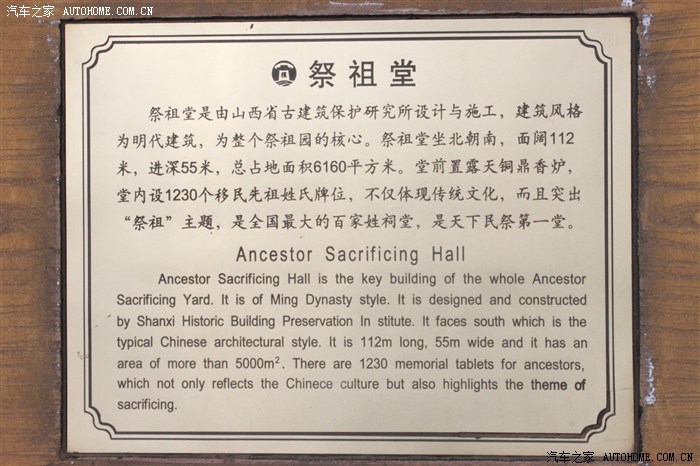 汽车之家 AUTOHOME.COM.CN
祭祖堂
祭祖堂是由山西省古建筑保护研究所设计与施工，建筑风格
为明代建筑，为整个祭祖园的核心。祭祖堂坐北朝南，面阔112
米，进深55米，总占地面积6160平方米。堂前置露天铜鼎香炉，
堂内设1230个移民先祖姓氏牌位，不仅体现传统文化，而且突出
“祭祖”主题，是全国最大的百家姓祠堂，是天下民祭第一堂。
Ancestor Sacrificing Hall
Ancestor Sacrificing Hall is the key building of the whole Ancestor
Sacrificing Yard. It is of Ming Dynasty style. It is designed and constructed
by Shanxi Historic Building Preservation In stitute. It faces south which is the
typical Chinese architectural style. It is 112m long, 55m wide and it has an
area of more than 5000m². There are 1230 memorial tablets for ancestors,
which not only reflects the Chinece culture but also highlights the theme of
sacrificing.
汽车之家 AUTOHOME.COM.CN